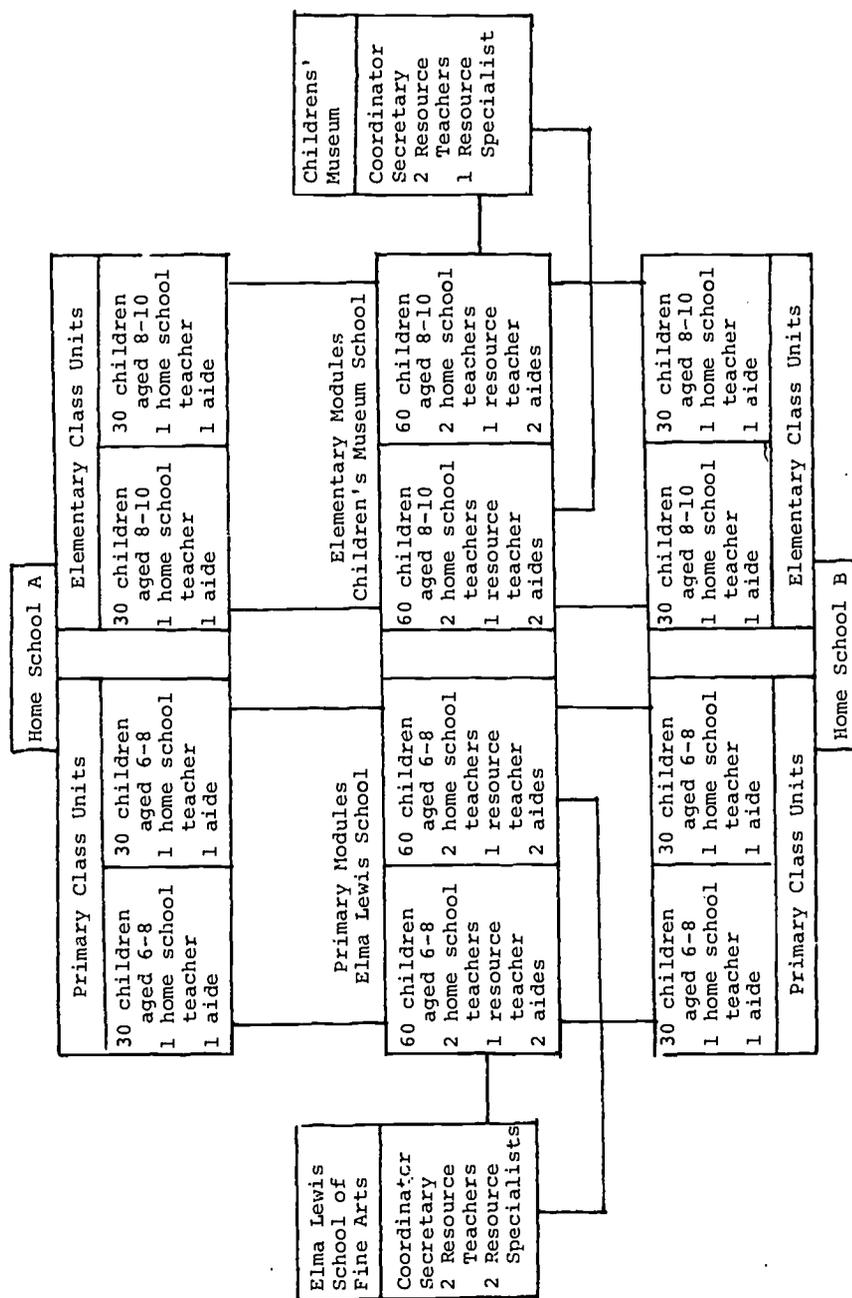 Home School A
Primary Class Units
30 children
aged 6-8
1 home school
teacher
1 aide
30 children
aged 6-8
1 home school
teacher
1 aide
Elementary Class Units
30 children
aged 8-10
1 home school
teacher
1 aide
30 children
aged 8-10
1 home school
teacher
1 aide
Elma Lewis
School of
Fine Arts
Coordinator
Secretary
2 Resource
Teachers
2 Resource
Specialists
Primary Modules
Elma Lewis School
60 children
aged 6-8
2 home school
teachers
1 resource
teacher
2 aides
60 children
aged 6-8
2 home school
teachers
1 resource
teacher
2 aides
Elementary Modules
Children's Museum School
60 children
aged 8-10
2 home school
teachers
1 resource
teacher
2 aides
60 children
aged 8-10
2 home school
teachers
1 resource
teacher
2 aides
Childrens'
Museum
Coordinator
Secretary
2 Resource
Teachers
1 Resource
Specialist
30 children
aged 6-8
1 home school
teacher
1 aide
30 children
aged 6-8
1 home school
teacher
1 aide
Primary Class Units
30 children
aged 8-10
1 home school
teacher
1 aide
30 children
aged 8-10
1 home school
teacher
1 aide
Elementary Class Units
Home School B